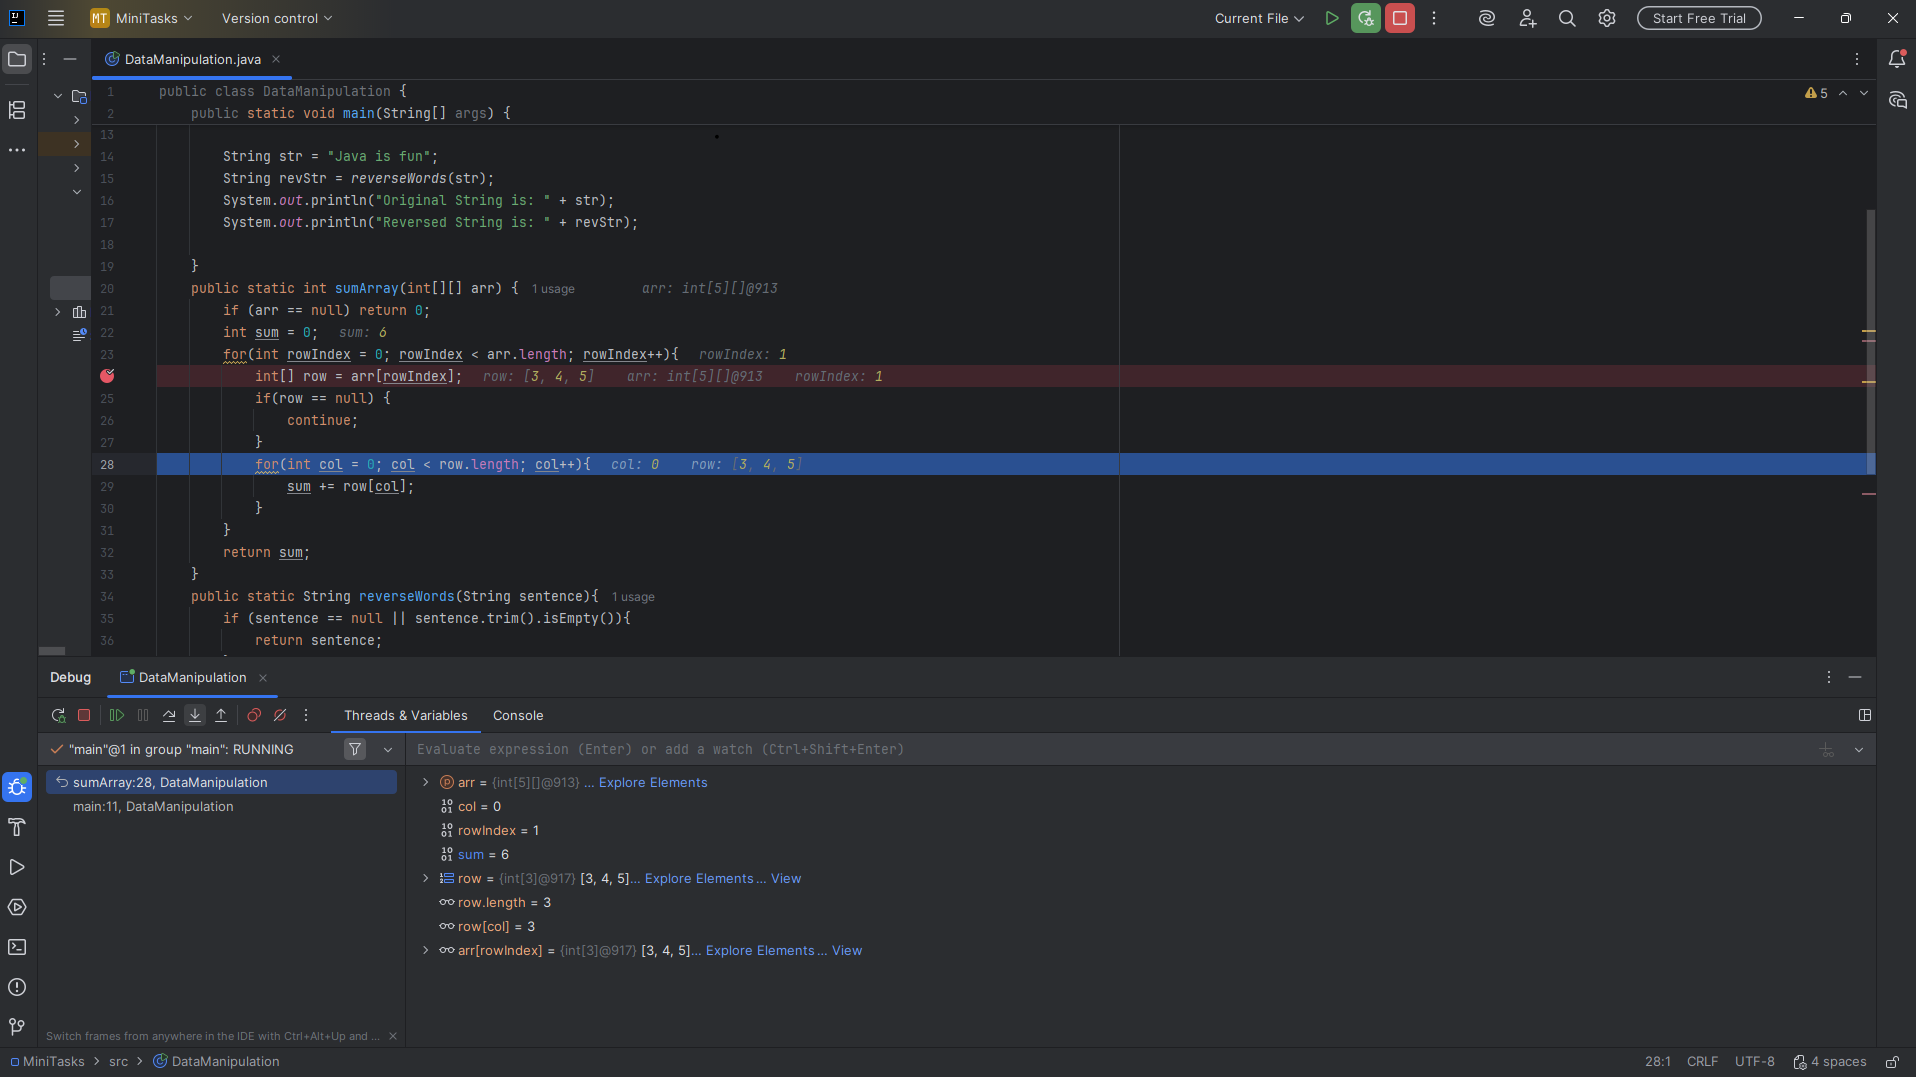 MT MiniTasks Version control Current File Start Free Trial
DataManipulation.java
1 public class DataManipulation {
2 public static void main(String[] args) {
5
13
14 String str = "Java is fun";
15 String revStr = reverseWords(str);
16 System.out.println("Original String is: " + str);
17 System.out.println("Reversed String is: " + revStr);
18
19 }
20 public static int sumArray(int[][] arr) { 1 usage arr: int[5][]@913
21 if (arr == null) return 0;
22 int sum = 0; sum: 6
23 for(int rowIndex = 0; rowIndex < arr.length; rowIndex++){ rowIndex: 1
int[] row = arr[rowIndex]; row: [3, 4, 5] arr: int[5][]@913 rowIndex: 1
25 if(row == null) {
26 continue;
27 }
28 for(int col = 0; col < row.length; col++){ col: 0 row: [3, 4, 5]
29 sum += row[col];
30 }
31 }
32 return sum;
33 }
34 public static String reverseWords(String sentence){ 1 usage
35 if (sentence == null || sentence.trim().isEmpty()){
36 return sentence;
Debug DataManipulation
Threads & Variables Console
"main"@1 in group "main": RUNNING
Evaluate expression (Enter) or add a watch (Ctrl+Shift+Enter)
sumArray:28, DataManipulation
main:11, DataManipulation
arr = {int[5][]@913} ... Explore Elements
col = 0
rowIndex = 1
sum = 6
row = {int[3]@917} [3, 4, 5]... Explore Elements ... View
row.length = 3
row[col] = 3
arr[rowIndex] = {int[3]@917} [3, 4, 5]... Explore Elements ... View
Switch frames from anywhere in the IDE with Ctrl+Alt+Up and ...
MiniTasks > src > DataManipulation
28:1 CRLF UTF-8 4 spaces